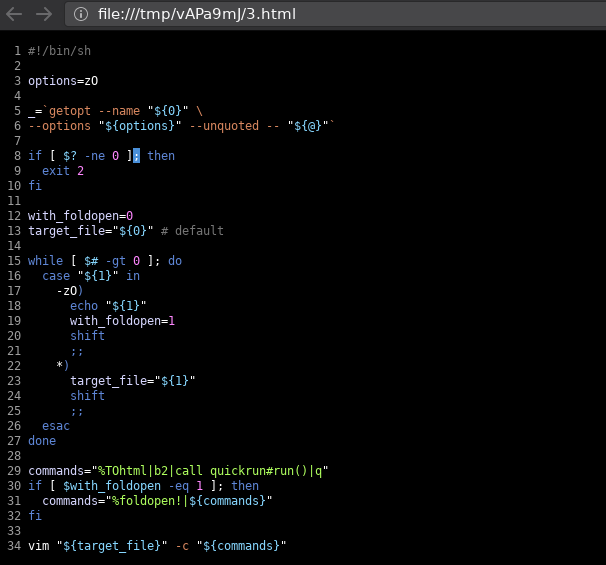 file:///tmp/vAPa9mJ/3.html
1 #!/bin/sh
2
3 options=zO
4
5 _=`getopt --name "${0}" \
6 --options "${options}" --unquoted -- "${@}"`
7
8 if [ $? -ne 0 ]; then
9   exit 2
10 fi
11
12 with_foldopen=0
13 target_file="${0}" # default
14
15 while [ $# -gt 0 ]; do
16   case "${1}" in
17     -zO)
18       echo "${1}"
19       with_foldopen=1
20       shift
21       ;;
22     *)
23       target_file="${1}"
24       shift
25       ;;
26   esac
27 done
28
29 commands="%TOhtml|b2|call quickrun#run()|q"
30 if [ $with_foldopen -eq 1 ]; then
31   commands="%foldopen!|${commands}"
32 fi
33
34 vim "${target_file}" -c "${commands}"